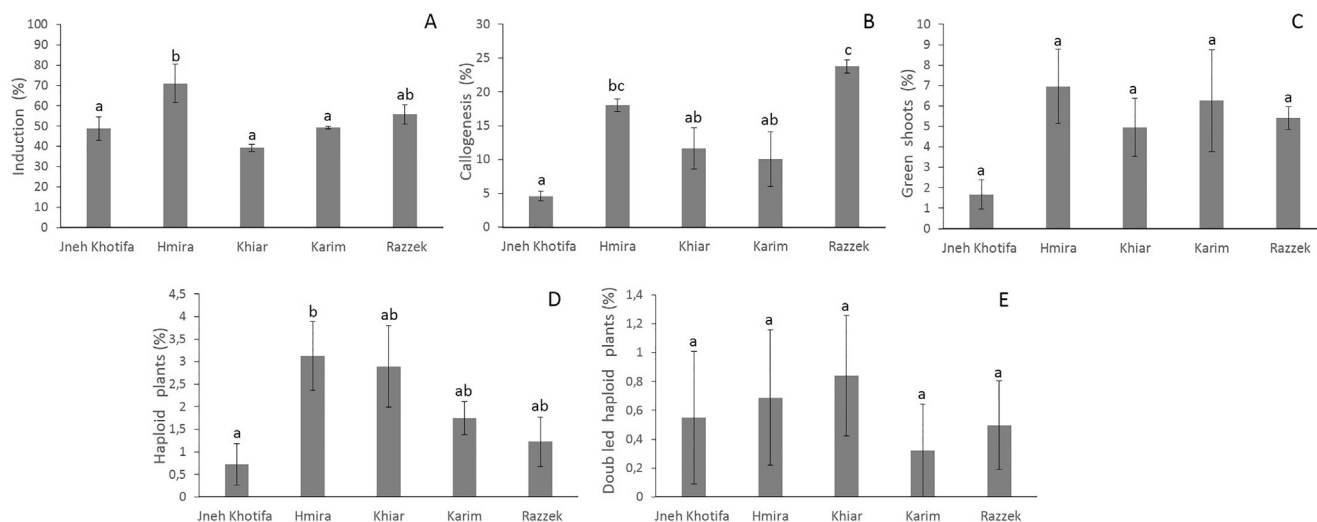 A
Induction (%)
100
90
80
70
60
50
40
30
20
10
0
a
b
a
a
ab
Jneh Khotifa Hmira Khiar Karim Razzek
B
Callogenesis (%)
30
25
20
15
10
5
0
a
bc
ab
ab
c
Jneh Khotifa Hmira Khiar Karim Razzek
C
Green shoots (%)
10
9
8
7
6
5
4
3
2
1
0
a
a
a
a
a
Jneh Khotifa Hmira Khiar Karim Razzek
D
Haploid plants (%)
4,5
4
3,5
3
2,5
2
1,5
1
0,5
0
a
b
ab
ab
ab
Jneh Khotifa Hmira Khiar Karim Razzek
E
Doub led haploid plants (%)
1,4
1,2
1
0,8
0,6
0,4
0,2
0
a
a
a
a
a
Jneh Khotifa Hmira Khiar Karim Razzek